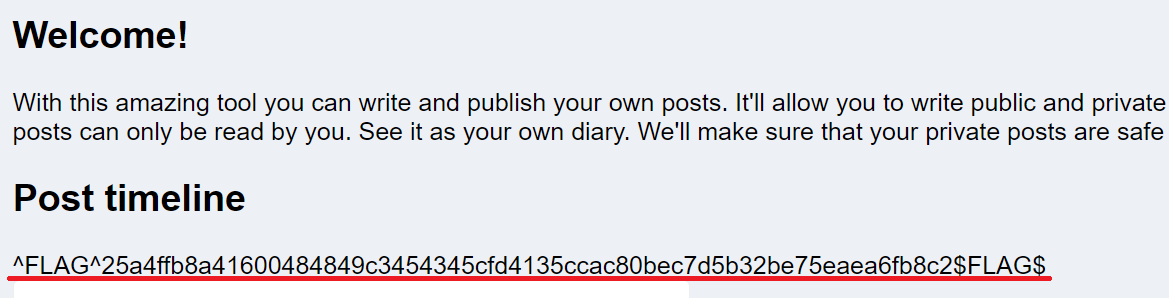 Welcome!
With this amazing tool you can write and publish your own posts. It'll allow you to write public and private
posts can only be read by you. See it as your own diary. We'll make sure that your private posts are safe
Post timeline
^FLAG^25a4ffb8a41600484849c3454345cfd4135ccac80bec7d5b32be75eaea6fb8c2$FLAG$